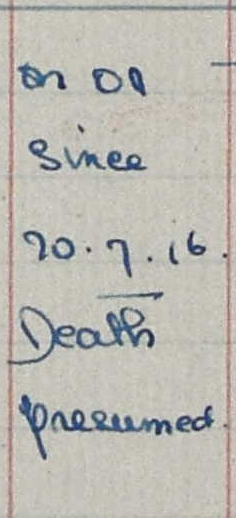 on or
Since
20.7.16.
Death
presumed.